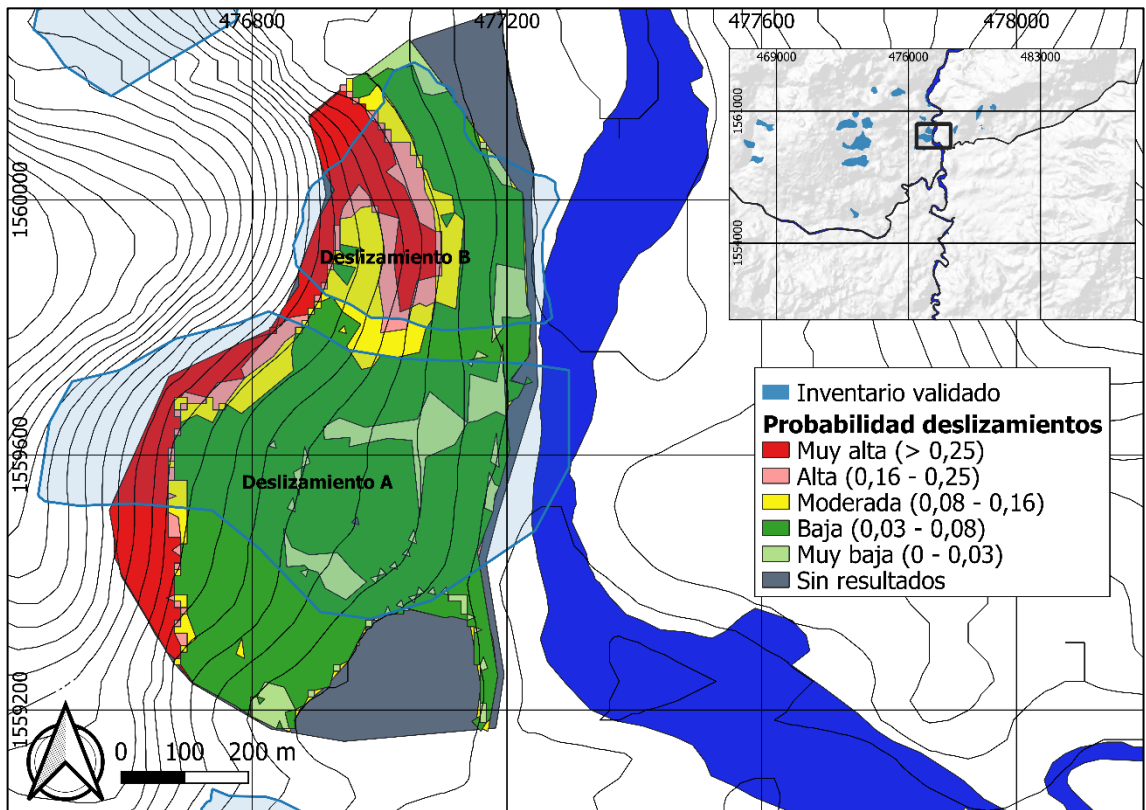 476800
477200
477600
478000
469000
476000
483000
1561000
1554000
1560000
1559600
1559200
Deslizamiento B
Deslizamiento A
Inventario validado
Probabilidad deslizamientos
Muy alta (> 0,25)
Alta (0,16 - 0,25)
Moderada (0,08 - 0,16)
Baja (0,03 - 0,08)
Muy baja (0 - 0,03)
Sin resultados
0 100 200 m